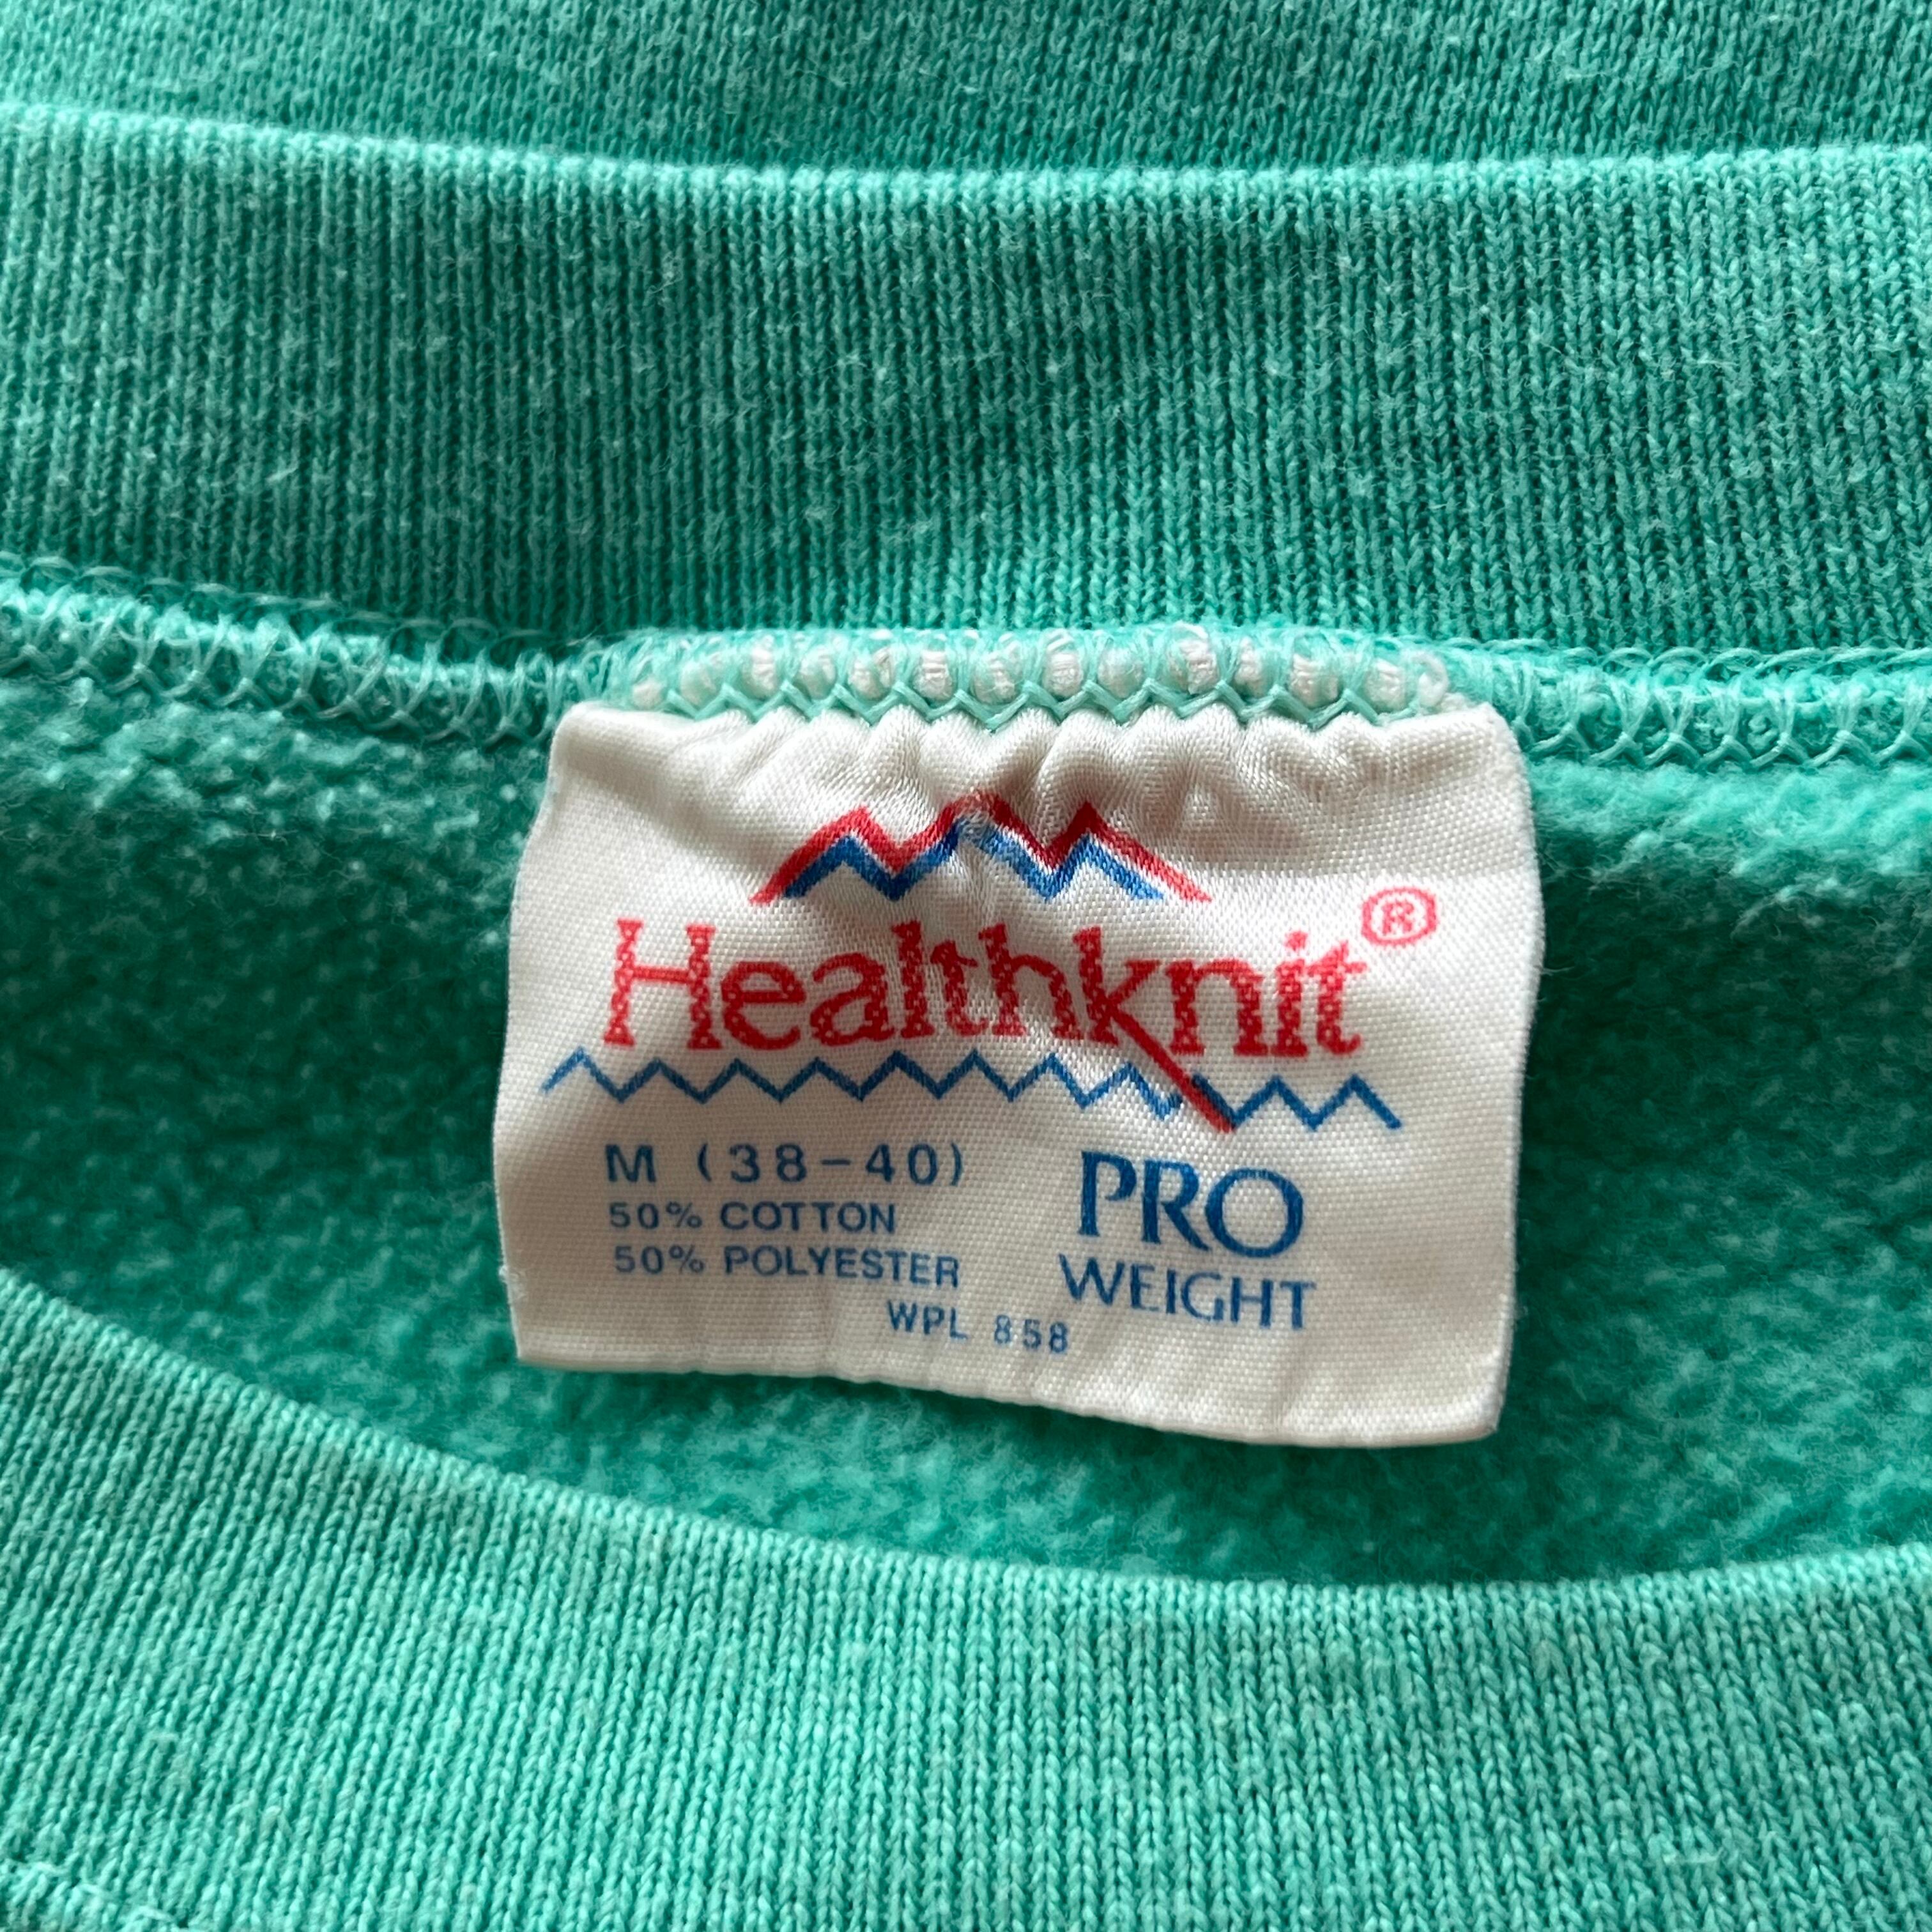 Healthknit®
M (38-40)
50% COTTON
50% POLYESTER
PRO
WEIGHT
WPL 858